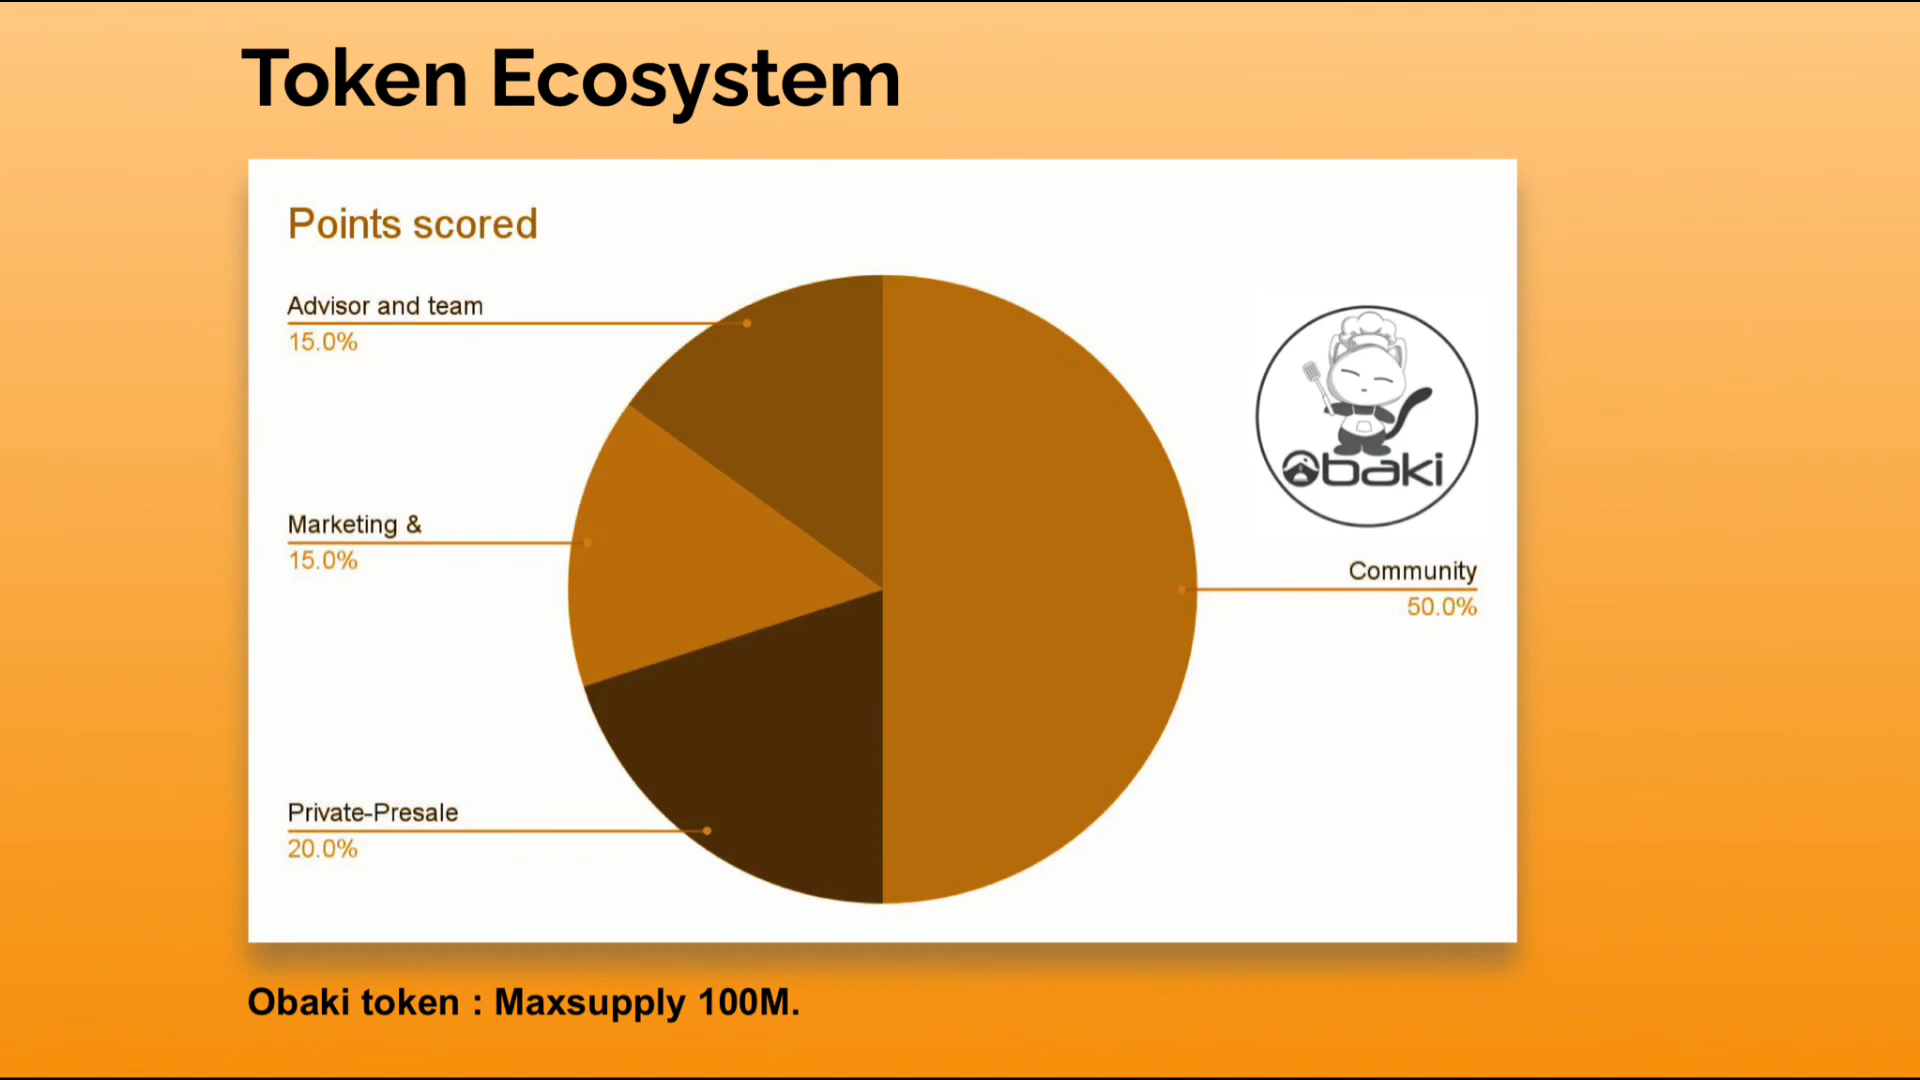 Token Ecosystem
Points scored
Advisor and team
15.0%
Marketing &
15.0%
Private-Presale
20.0%
Obaki
Community
50.0%
Obaki token : Maxsupply 100M.